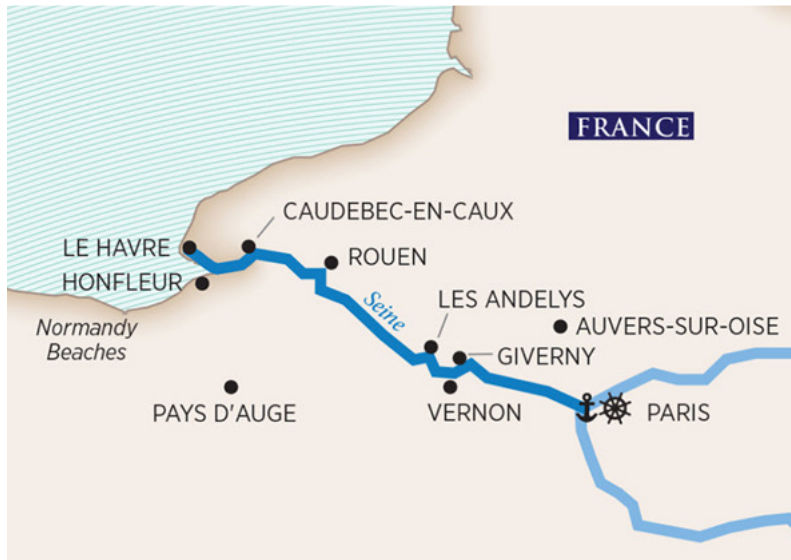 FRANCE
CAUDEBEC-EN-CAUX
LE HAVRE
ROUEN
HONFLEUR
Seine
Normandy
Beaches
LES ANDELYS
AUVERS-SUR-OISE
GIVERNY
PAYS D'AUGE
VERNON
PARIS